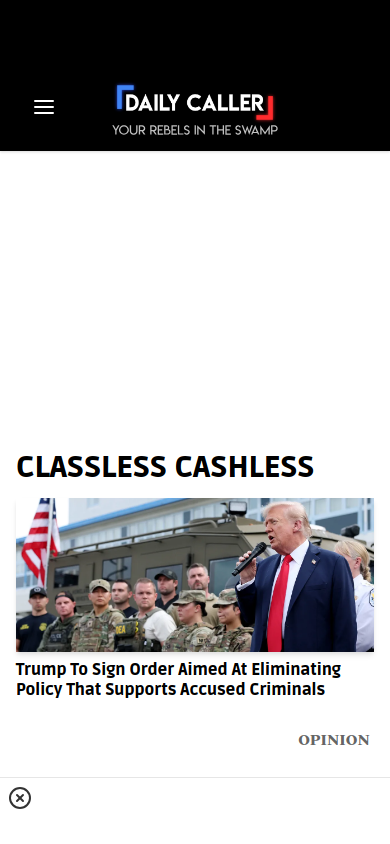 DAILY CALLER
YOUR REBELS IN THE SWAMP
CLASSLESS CASHLESS
DEA
Trump To Sign Order Aimed At Eliminating
Policy That Supports Accused Criminals
OPINION